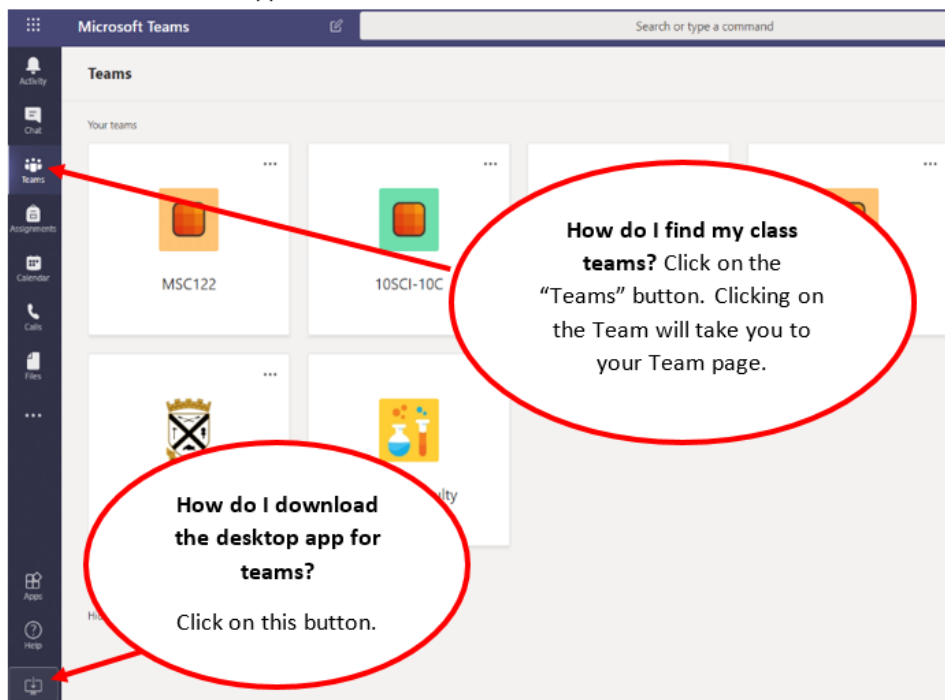 Microsoft Teams
Search or type a command
Activity
Teams
Chat
Your teams
Teams
Assignments
MSC122
10SCI-10C
Calendar
Calls
Files
How do I find my class
teams? Click on the
“Teams” button. Clicking on
the Team will take you to
your Team page.
How do I download
the desktop app for
teams?
Click on this button.
Apps
Help